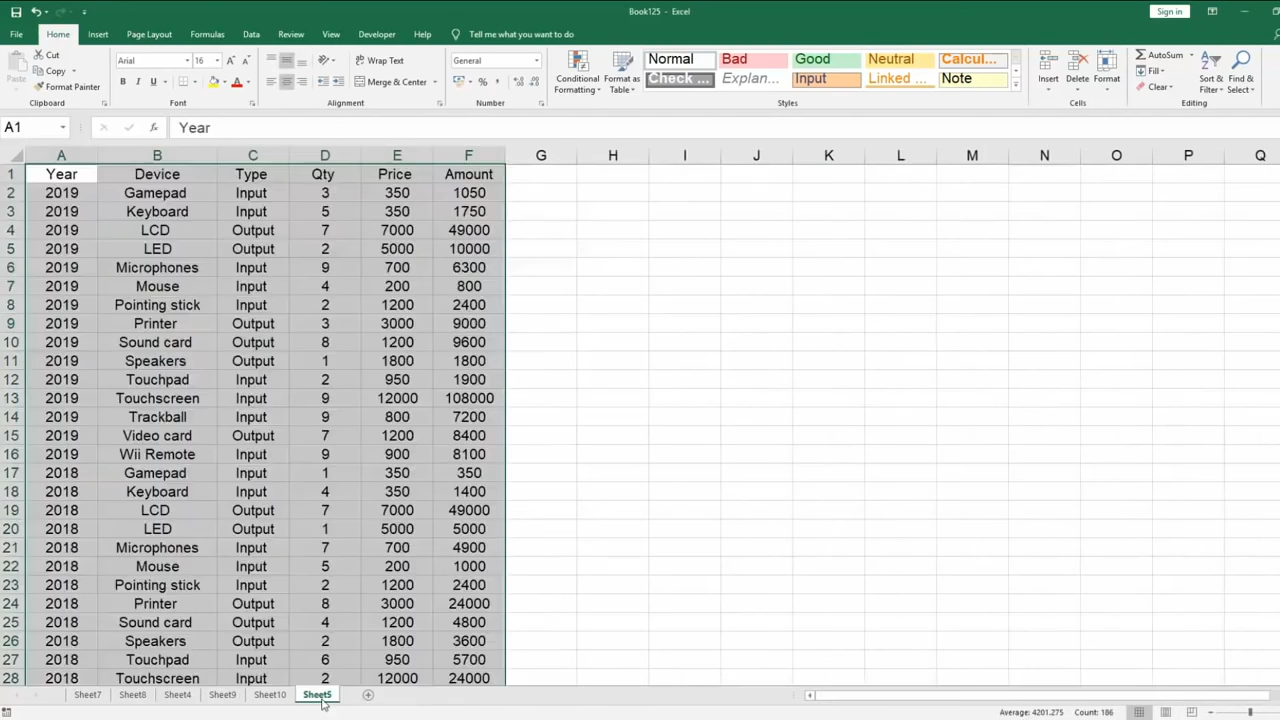 Book125 - Excel
Sign in
File Home Insert Page Layout Formulas Data Review View Developer Help Tell me what you want to do
Paste
Cut
Copy
Format Painter
Clipboard
Arial 16
B I U
Font
Wrap Text
Merge & Center
Alignment
General
Number
Conditional Formatting
Format as Table
Normal Bad Good Neutral Calcul...
Check ... Explan... Input Linked ... Note
Styles
Insert Delete Format
Cells
AutoSum
Fill
Clear
Sort & Filter
Find & Select
Editing
A1 fx Year
A B C D E F G H I J K L M N O P Q
1 Year Device Type Qty Price Amount
2 2019 Gamepad Input 3 350 1050
3 2019 Keyboard Input 5 350 1750
4 2019 LCD Output 7 7000 49000
5 2019 LED Output 2 5000 10000
6 2019 Microphones Input 9 700 6300
7 2019 Mouse Input 4 200 800
8 2019 Pointing stick Input 2 1200 2400
9 2019 Printer Output 3 3000 9000
10 2019 Sound card Output 8 1200 9600
11 2019 Speakers Output 1 1800 1800
12 2019 Touchpad Input 2 950 1900
13 2019 Touchscreen Input 9 12000 108000
14 2019 Trackball Input 9 800 7200
15 2019 Video card Output 7 1200 8400
16 2019 Wii Remote Input 9 900 8100
17 2018 Gamepad Input 1 350 350
18 2018 Keyboard Input 4 350 1400
19 2018 LCD Output 7 7000 49000
20 2018 LED Output 1 5000 5000
21 2018 Microphones Input 7 700 4900
22 2018 Mouse Input 5 200 1000
23 2018 Pointing stick Input 2 1200 2400
24 2018 Printer Output 8 3000 24000
25 2018 Sound card Output 4 1200 4800
26 2018 Speakers Output 2 1800 3600
27 2018 Touchpad Input 6 950 5700
28 2018 Touchscreen Input 2 12000 24000
Sheet7 Sheet8 Sheet4 Sheet9 Sheet10 Sheet5
Average: 4201.275 Count: 186